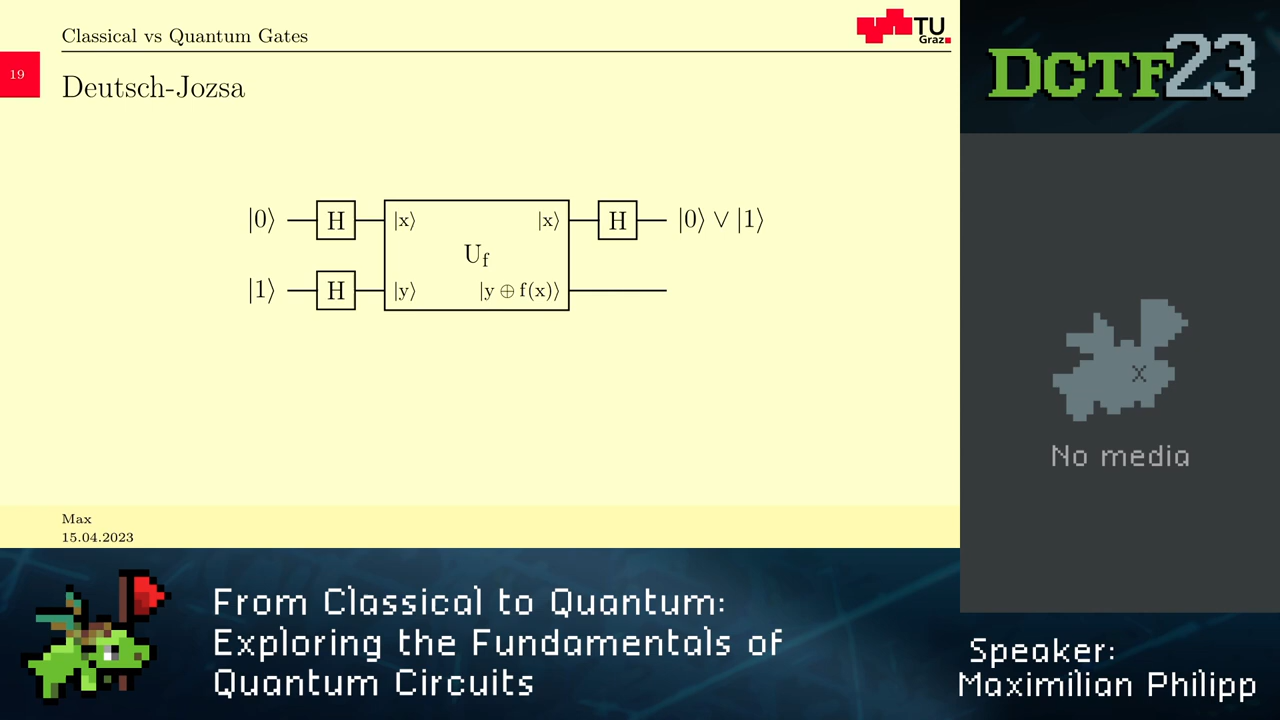 Classical vs Quantum Gates
TU
Graz
19
Deutsch-Jozsa
|0⟩ H |x⟩ |x⟩ H |0⟩ ∨ |1⟩
U_f
|1⟩ H |y⟩ |y ⊕ f(x)⟩
Max
15.04.2023
DCTF23
No media
From Classical to Quantum:
Exploring the Fundamentals of
Quantum Circuits
Speaker:
Maximilian Philipp